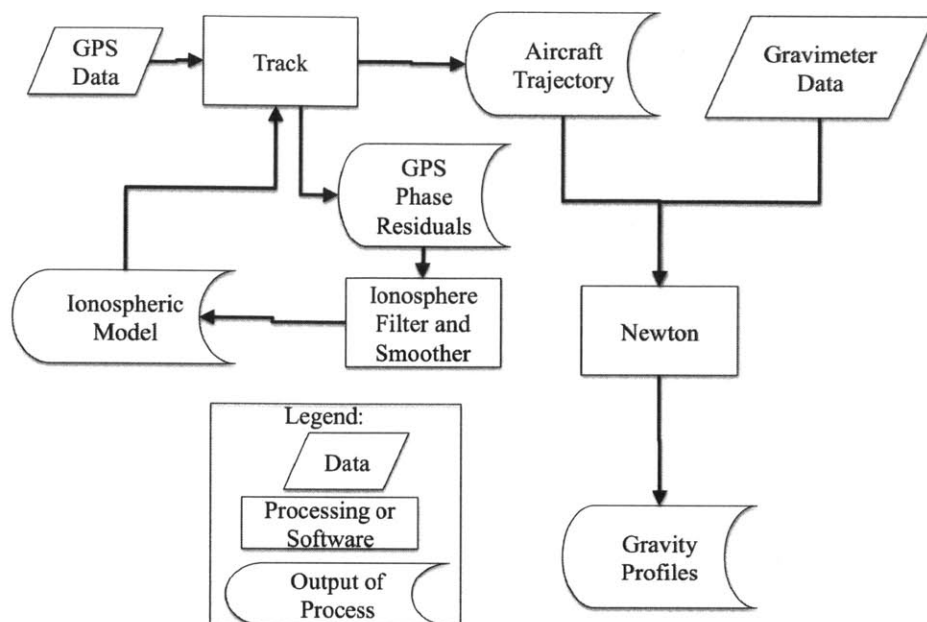 GPS
Data
Track
Aircraft
Trajectory
Gravimeter
Data
GPS
Phase
Residuals
Ionospheric
Model
Ionosphere
Filter and
Smoother
Newton
Legend:
Data
Processing or
Software
Output of
Process
Gravity
Profiles